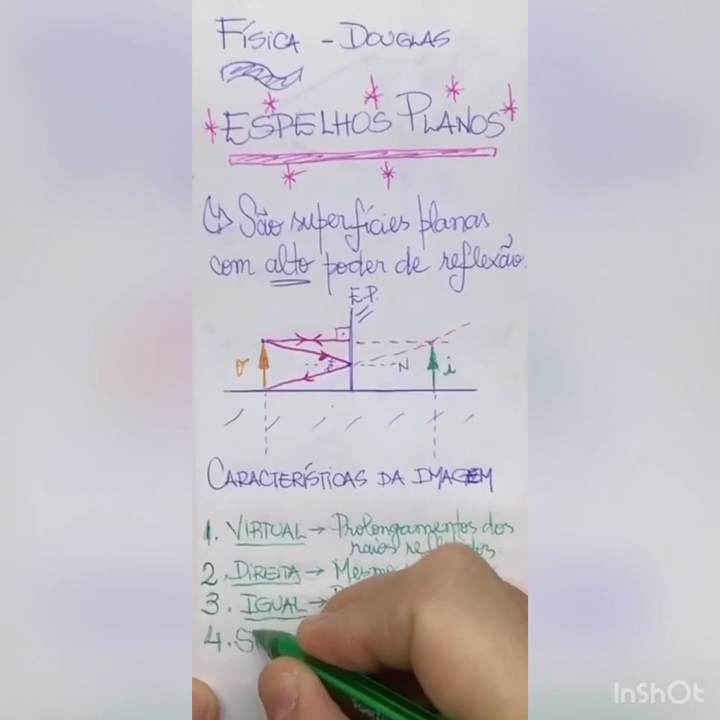 FÍSICA - DOUGLAS
ESPELHOS PLANOS
São superfícies planas
com alto poder de reflexão.
E.P.
o
N
i
CARACTERÍSTICAS DA IMAGEM
1. VIRTUAL → Prolongamentos dos
raios
2. DIREITA →
3. IGUAL →
4.
InShOt